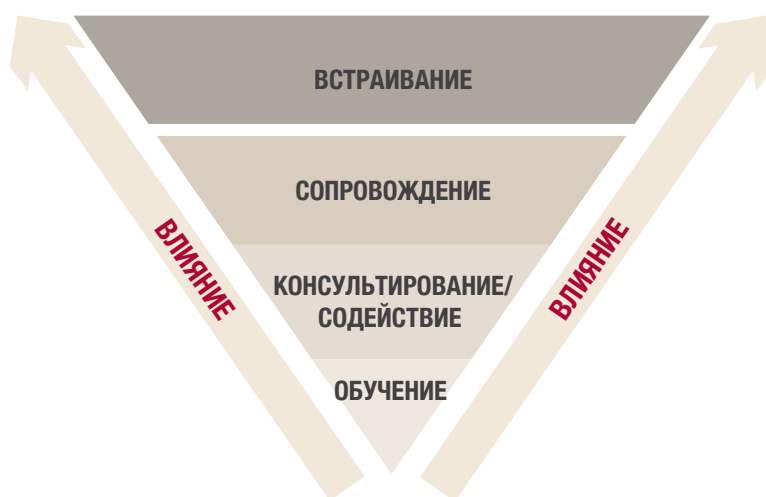 ВСТРАИВАНИЕ
СОПРОВОЖДЕНИЕ
ВЛИЯНИЕ
ВЛИЯНИЕ
КОНСУЛЬТИРОВАНИЕ/
СОДЕЙСТВИЕ
ОБУЧЕНИЕ